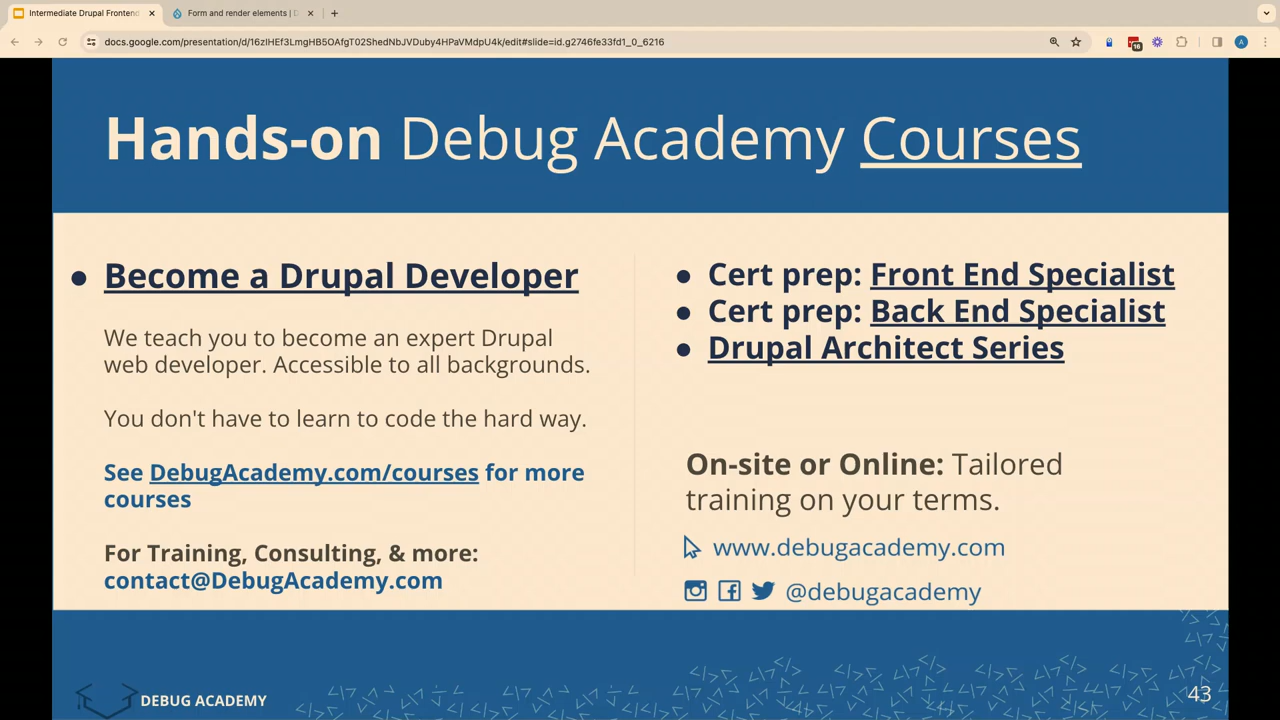 Intermediate Drupal Frontend
Form and render elements | D
docs.google.com/presentation/d/16zIHEf3LmgHB5OAfgT02ShedNbJVDuby4HPaVMdpU4k/edit#slide=id.g2746fe33fd1_0_6216
16
A
Hands-on Debug Academy Courses
● Become a Drupal Developer
We teach you to become an expert Drupal
web developer. Accessible to all backgrounds.
You don't have to learn to code the hard way.
See DebugAcademy.com/courses for more
courses
For Training, Consulting, & more:
contact@DebugAcademy.com
● Cert prep: Front End Specialist
● Cert prep: Back End Specialist
● Drupal Architect Series
On-site or Online: Tailored
training on your terms.
www.debugacademy.com
@debugacademy
DEBUG ACADEMY
43